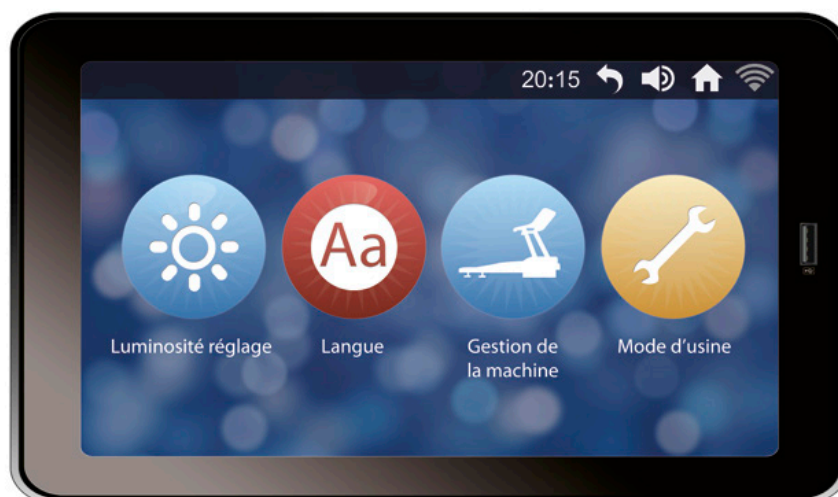 20:15
Aa
Luminosité réglage
Langue
Gestion de
la machine
Mode d'usine